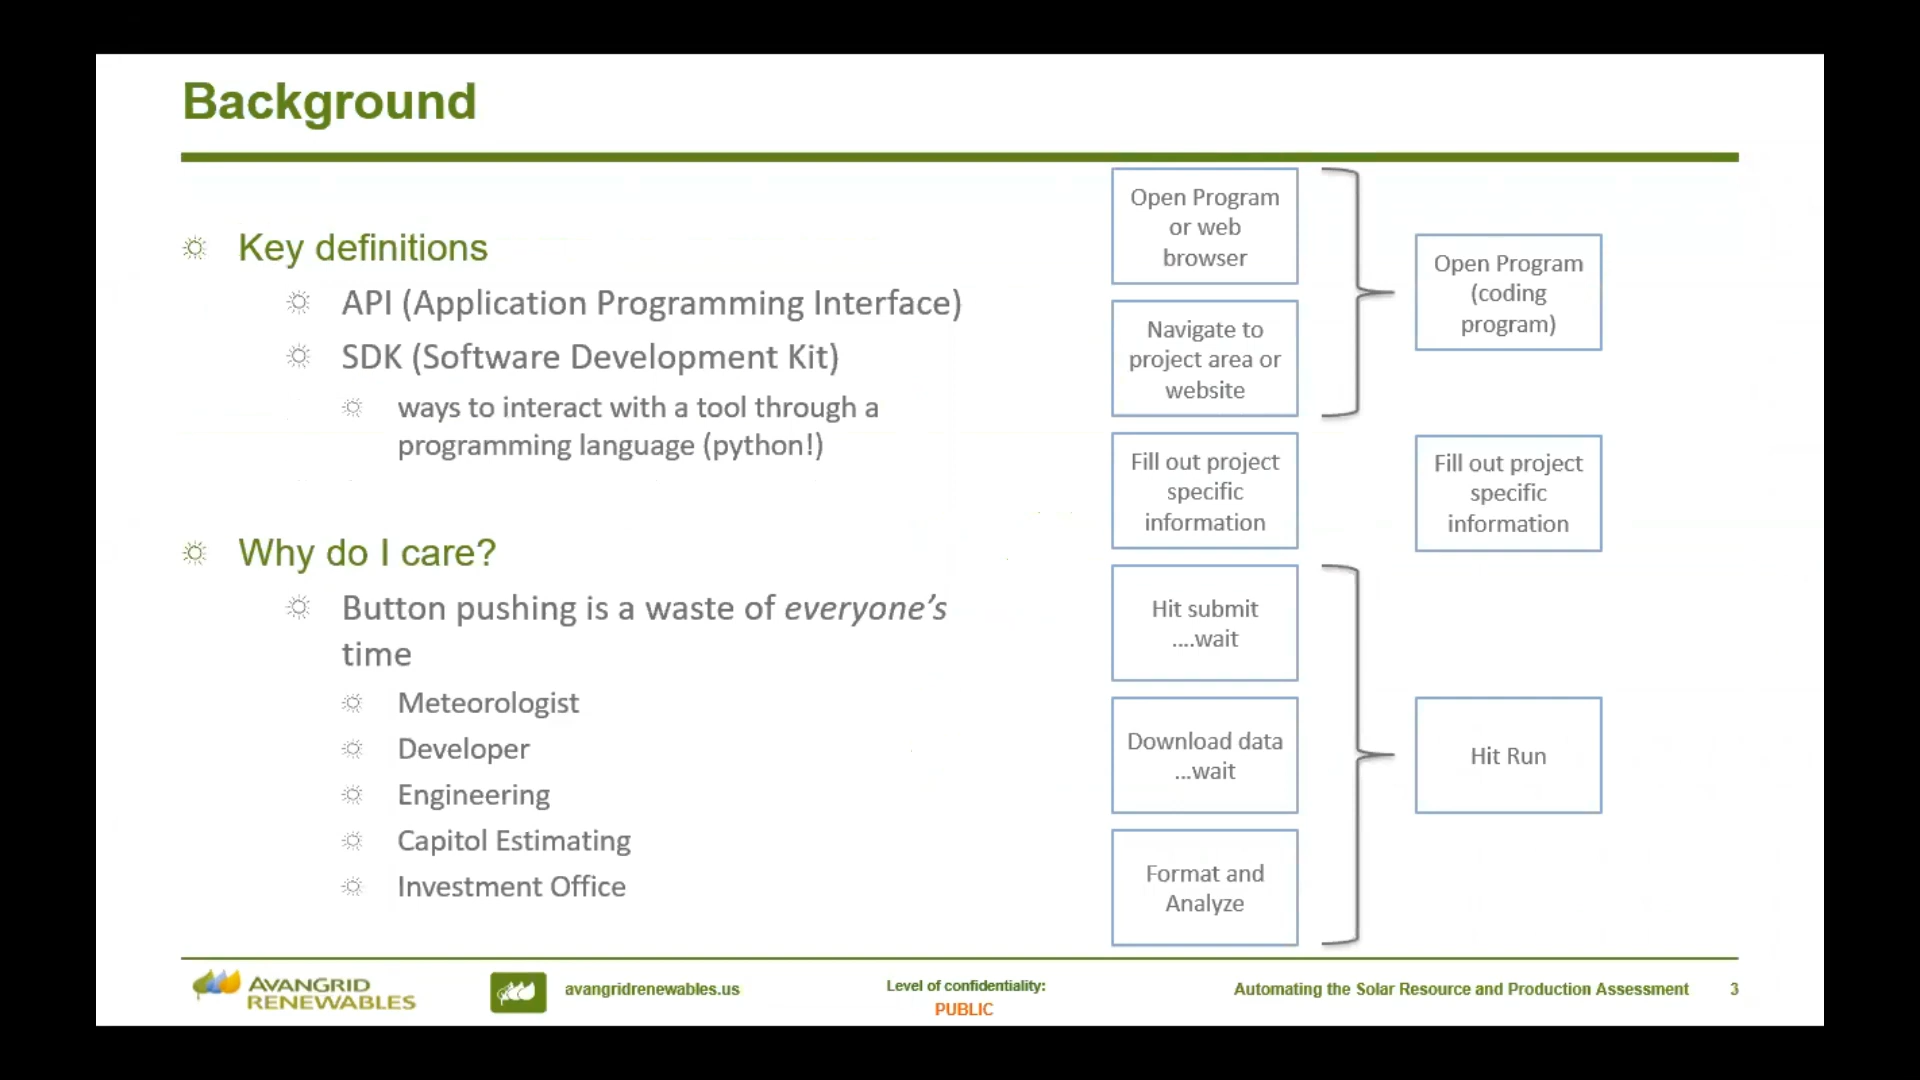 Background
Key definitions
API (Application Programming Interface)
SDK (Software Development Kit)
ways to interact with a tool through a
programming language (python!)
Why do I care?
Button pushing is a waste of everyone’s
time
Meteorologist
Developer
Engineering
Capitol Estimating
Investment Office
Open Program
or web
browser
Navigate to
project area or
website
Fill out project
specific
information
Hit submit
....wait
Download data
...wait
Format and
Analyze
Open Program
(coding
program)
Fill out project
specific
information
Hit Run
AVANGRID
RENEWABLES
avangridrenewables.us
Level of confidentiality:
PUBLIC
Automating the Solar Resource and Production Assessment
3